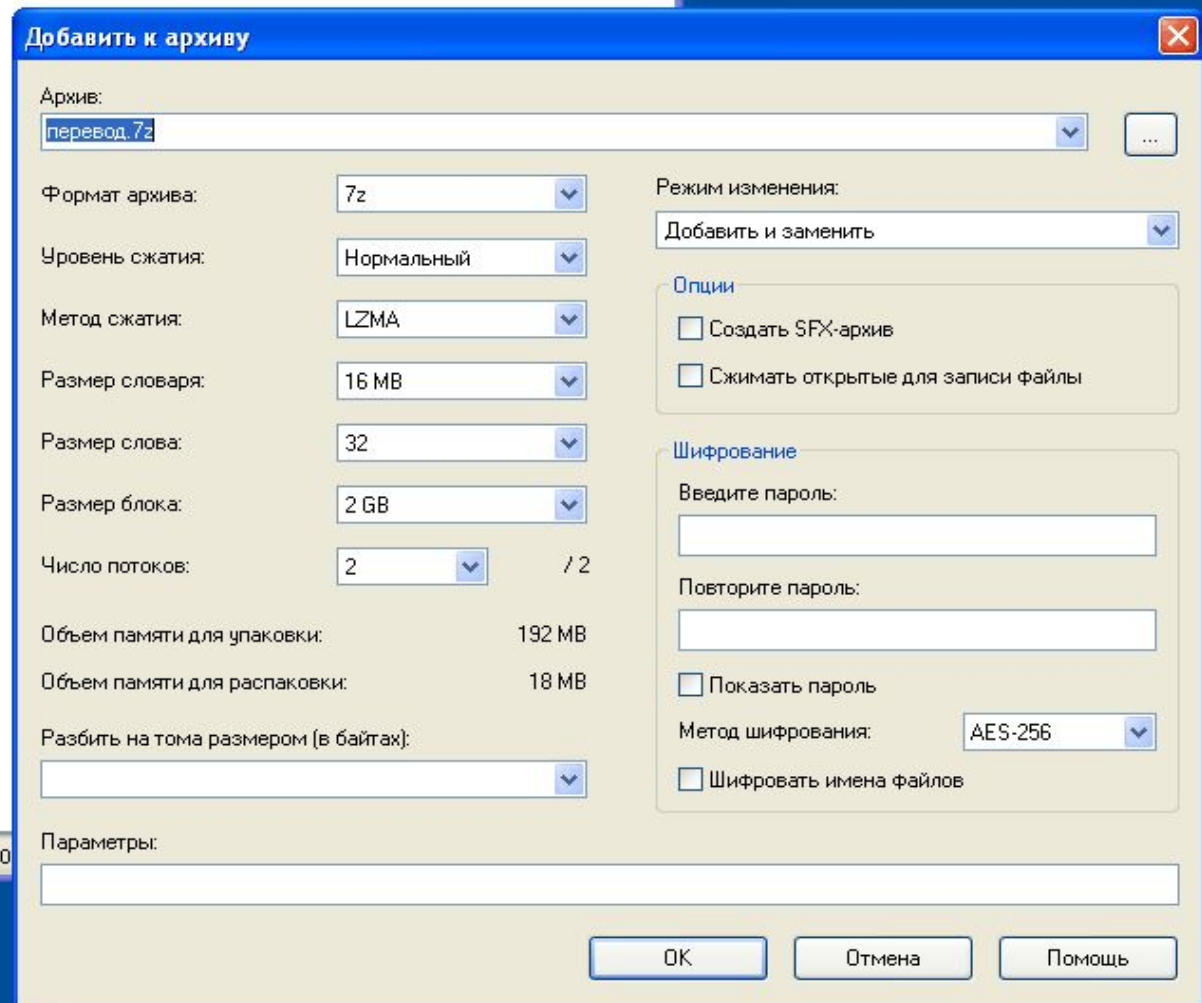 Добавить к архиву
Архив:
перевод.7z
...
Формат архива:
7z
Уровень сжатия:
Нормальный
Метод сжатия:
LZMA
Размер словаря:
16 MB
Размер слова:
32
Размер блока:
2 GB
Число потоков:
2
/ 2
Объем памяти для упаковки:
192 MB
Объем памяти для распаковки:
18 MB
Разбить на тома размером (в байтах):
Режим изменения:
Добавить и заменить
Опции
Создать SFX-архив
Сжимать открытые для записи файлы
Шифрование
Введите пароль:
Повторите пароль:
Показать пароль
Метод шифрования:
AES-256
Шифровать имена файлов
Параметры:
OK
Отмена
Помощь